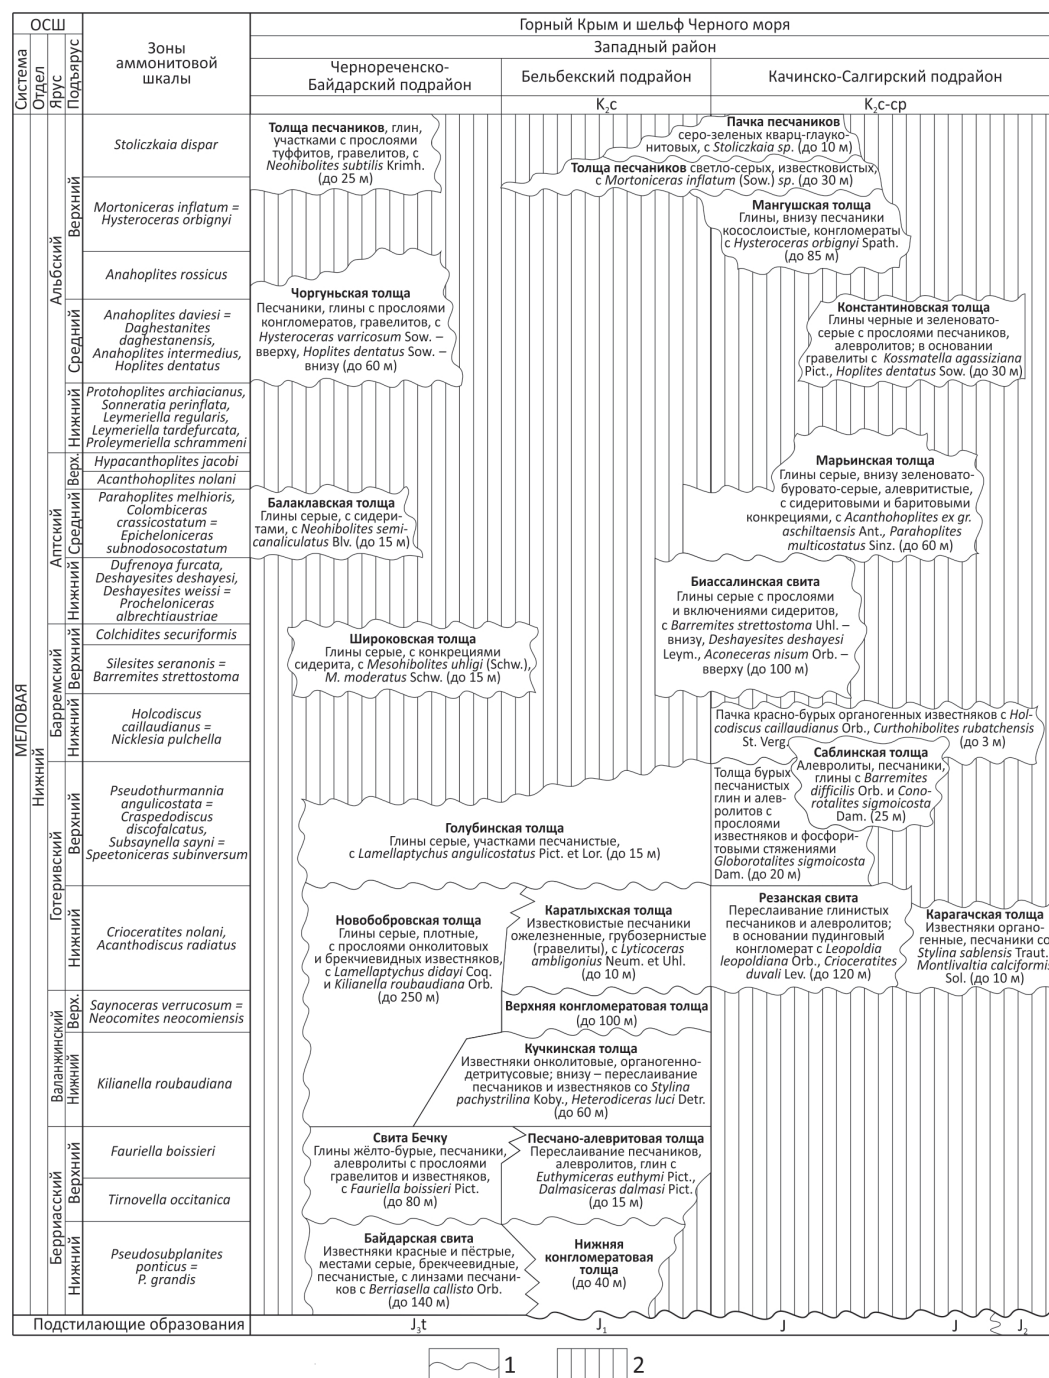 ОСШ
Система
Отдел
Ярус
Подъярус
Зоны
аммонитовой
шкалы
Горный Крым и шельф Черного моря
Западный район
Чернореченско-
Байдарский подрайон
Бельбекский подрайон
Качинско-Салгирский подрайон
K₂c
K₂c-cp
МЕЛОВАЯ
Нижний
Альбский
Верхний
Средний
Нижний
Аптский
Верх.
Средний
Нижний
Барремский
Верхний
Нижний
Готеривский
Верхний
Нижний
Валанжинский
Верх.
Нижний
Берриасский
Верхний
Нижний
Stoliczkaia dispar
Mortoniceras inflatum =
Hysteroceras orbignyi
Anahoplites rossicus
Anahoplites daviesi =
Daghestanites
daghestanensis,
Anahoplites intermedius,
Hoplites dentatus
Protohoplites archiacianus,
Sonneratia perinflata,
Leymeriella regularis,
Leymeriella tardefurcata,
Proleymeriella schrammeni
Hypacanthoplites jacobi
Acanthohoplites nolani
Parahoplites melhioris,
Colombiceras
crassicostatum =
Epicheloniceras
subnodosocostatum
Dufrenoya furcata,
Deshayesites deshayesi,
Deshayesites weissi =
Procheloniceras
albrechtiaustriae
Colchidites securiformis
Silesites seranonis =
Barremites strettostoma
Holcodiscus
caillaudianus =
Nicklesia pulchella
Pseudothurmannia
angulicostata =
Craspedodiscus
discofalcatus,
Subsaynella sayni =
Speetoniceras subinversum
Crioceratites nolani,
Acanthodiscus radiatus
Saynoceras verrucosum =
Neocomites neocomiensis
Kilianella roubaudiana
Fauriella boissieri
Tirnovella occitanica
Pseudosubplanites
ponticus =
P. grandis
Толща песчаников, глин,
участками с прослоями
туффитов, гравелитов, с
Neohibolites subtilis Krimh.
(до 25 м)
Пачка песчаников
серо-зеленых кварц-глауко-
нитовых, с Stoliczkaia sp. (до 10 м)
Толща песчаников светло-серых, известковистых,
с Mortoniceras inflatum (Sow.) sp. (до 30 м)
Мангушская толща
Глины, внизу песчаники
косослоистые, конгломераты
с Hysteroceras orbignyi Spath.
(до 85 м)
Чоргуньская толща
Песчаники, глины с прослоями
конгломератов, гравелитов, с
Hysteroceras varricosum Sow. –
вверху, Hoplites dentatus Sow. –
внизу (до 60 м)
Константиновская толща
Глины черные и зеленовато-
серые с прослоями песчаников,
алевролитов; в основании
гравелиты с Kossmatella agassiziana
Pict., Hoplites dentatus Sow. (до 30 м)
Марьинская толща
Глины серые, внизу зеленовато-
буровато-серые, алевритистые,
с сидеритовыми и баритовыми
конкрециями, с Acanthohoplites ex gr.
aschiltaensis Ant., Parahoplites
multicostatus Sinz. (до 60 м)
Балаклавская толща
Глины серые, с сидери-
тами, с Neohibolites semi-
canaliculatus Blv. (до 15 м)
Биассалинская свита
Глины серые с прослоями
и включениями сидеритов,
с Barremites strettostoma Uhl. –
внизу, Deshayesites deshayesi
Leym., Aconeceras nisum Orb. –
вверху (до 100 м)
Широковская толща
Глины серые, с конкрециями
сидерита, с Mesohibolites uhligi (Schw.),
M. moderatus Schw. (до 15 м)
Пачка красно-бурых органогенных известняков с Hol-
codiscus caillaudianus Orb., Curthohibolites rubatchensis
St. Verg. (до 3 м)
Саблинская толща
Алевролиты, песчаники,
глины с Barremites
difficilis Orb. и Cono-
rotalites sigmoicosta
Dam. (25 м)
Толща бурых
песчанистых
глин и алев-
ролитов с
прослоями
известняков и фосфори-
товыми стяжениями
Globorotalites sigmoicosta
Dam. (до 20 м)
Голубинская толща
Глины серые, участками песчанистые,
с Lamellaptychus angulicostatus Pict. et Lor. (до 15 м)
Новобобровская толща
Глины серые, плотные,
с прослоями онколитовых
и брекчиевидных известняков,
с Lamellaptychus didayi Coq.
и Kilianella roubaudiana Orb.
(до 250 м)
Каратлыхская толща
Известковистые песчаники
ожелезненные, грубозернистые
(гравелиты), с Lyticoceras
ambligonius Neum. et Uhl.
(до 10 м)
Резанская свита
Переслаивание глинистых
песчаников и алевролитов;
в основании пудинговый
конгломерат с Leopoldia
leopoldiana Orb., Crioceratites
duvali Lev. (до 120 м)
Карагачская толща
Известняки органо-
генные, песчаники со
Stylina sablensis Traut.
Montlivaltia calciformis
Sol. (до 10 м)
Верхняя конгломератовая толща
(до 100 м)
Кучкинская толща
Известняки онколитовые, органогенно-
детритусовые; внизу – переслаивание
песчаников и известняков со Stylina
pachystrilina Koby., Heterodiceras luci Detr.
(до 60 м)
Свита Бечку
Глины жёлто-бурые, песчаники,
алевролиты с прослоями
гравелитов и известняков,
с Fauriella boissieri Pict.
(до 80 м)
Песчано-алевритовая толща
Переслаивание песчаников,
алевролитов, глин с
Euthymiceras euthymi Pict.,
Dalmasiceras dalmasi Pict.
(до 15 м)
Байдарская свита
Известняки красные и пёстрые,
местами серые, брекчеевидные,
песчанистые, с линзами песчани-
ков с Berriasella callisto Orb.
(до 140 м)
Нижняя
конгломератовая
толща
(до 40 м)
Подстилающие образования
J₃t
J₁
J
J
J₂
1
2